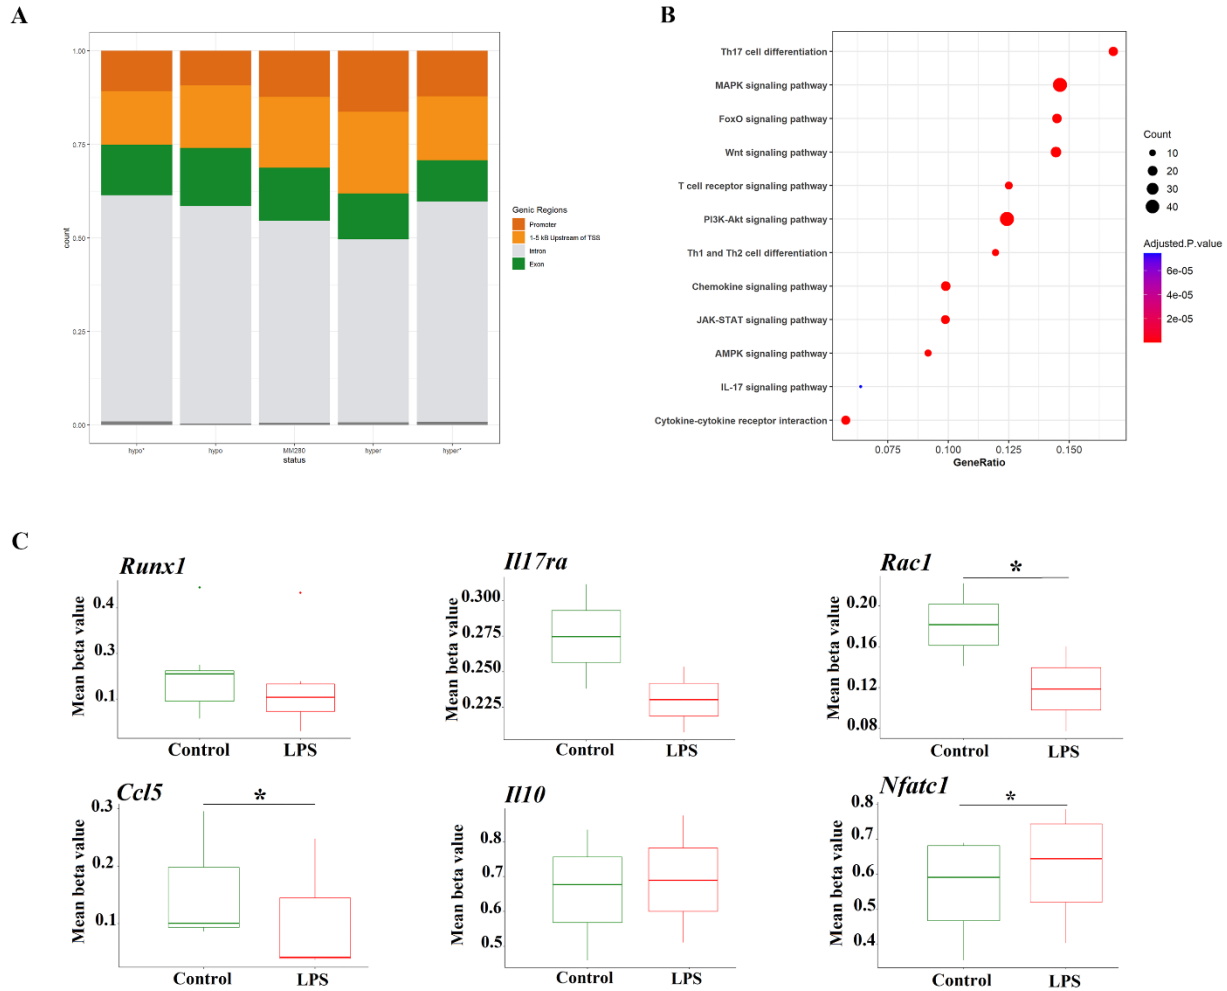 A
1.00
0.75
0.50
0.25
0.00
count
hypo*
hypo
MM280
hyper
hyper*
status
Genic Regions
Promoter
1-5 kB Upstream of TSS
Intron
Exon
B
Th17 cell differentiation
MAPK signaling pathway
FoxO signaling pathway
Wnt signaling pathway
T cell receptor signaling pathway
PI3K-Akt signaling pathway
Th1 and Th2 cell differentiation
Chemokine signaling pathway
JAK-STAT signaling pathway
AMPK signaling pathway
IL-17 signaling pathway
Cytokine-cytokine receptor interaction
0.075
0.100
0.125
0.150
GeneRatio
Count
10
20
30
40
Adjusted.P.value
6e-05
4e-05
2e-05
C
Runx1
Mean beta value
0.4
0.3
0.1
Control
LPS
Il17ra
Mean beta value
0.300
0.275
0.250
0.225
Control
LPS
Rac1
*
Mean beta value
0.20
0.16
0.12
0.08
Control
LPS
Ccl5
*
Mean beta value
0.3
0.2
0.1
Control
LPS
Il10
Mean beta value
0.8
0.7
0.6
0.5
Control
LPS
Nfatc1
*
Mean beta value
0.8
0.7
0.6
0.5
0.4
Control
LPS